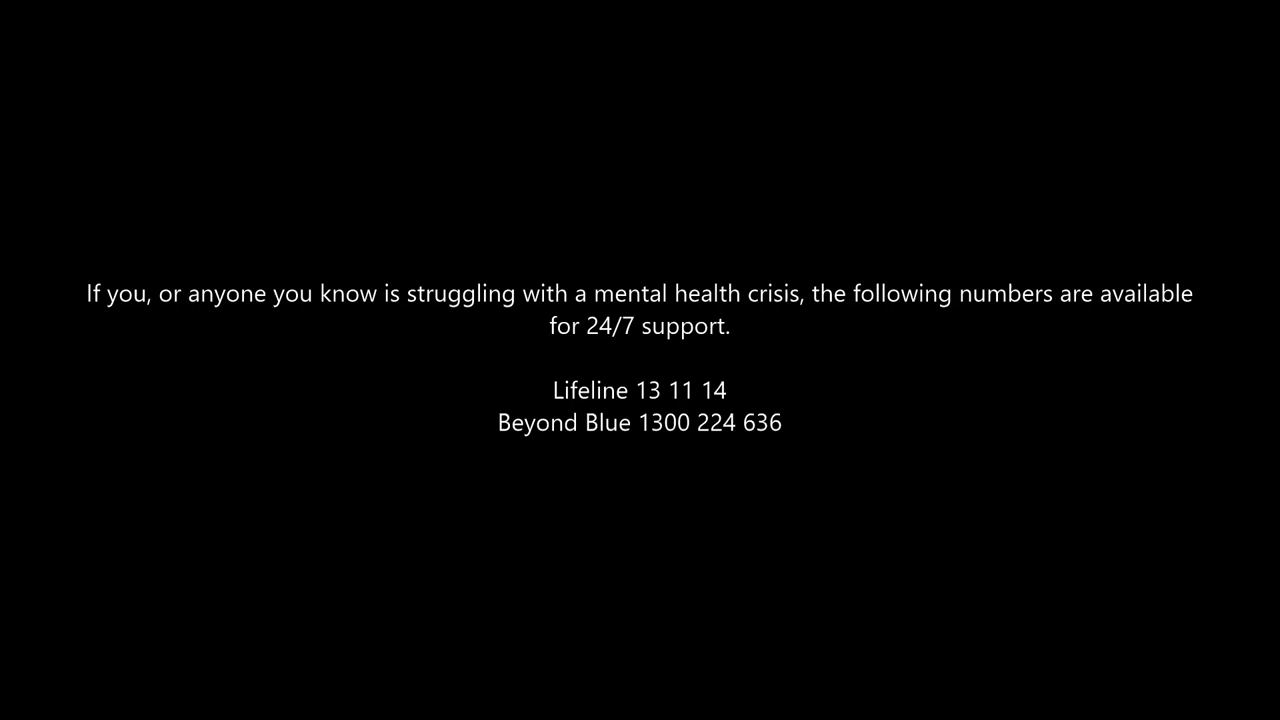 If you, or anyone you know is struggling with a mental health crisis, the following numbers are available
for 24/7 support.
Lifeline 13 11 14
Beyond Blue 1300 224 636